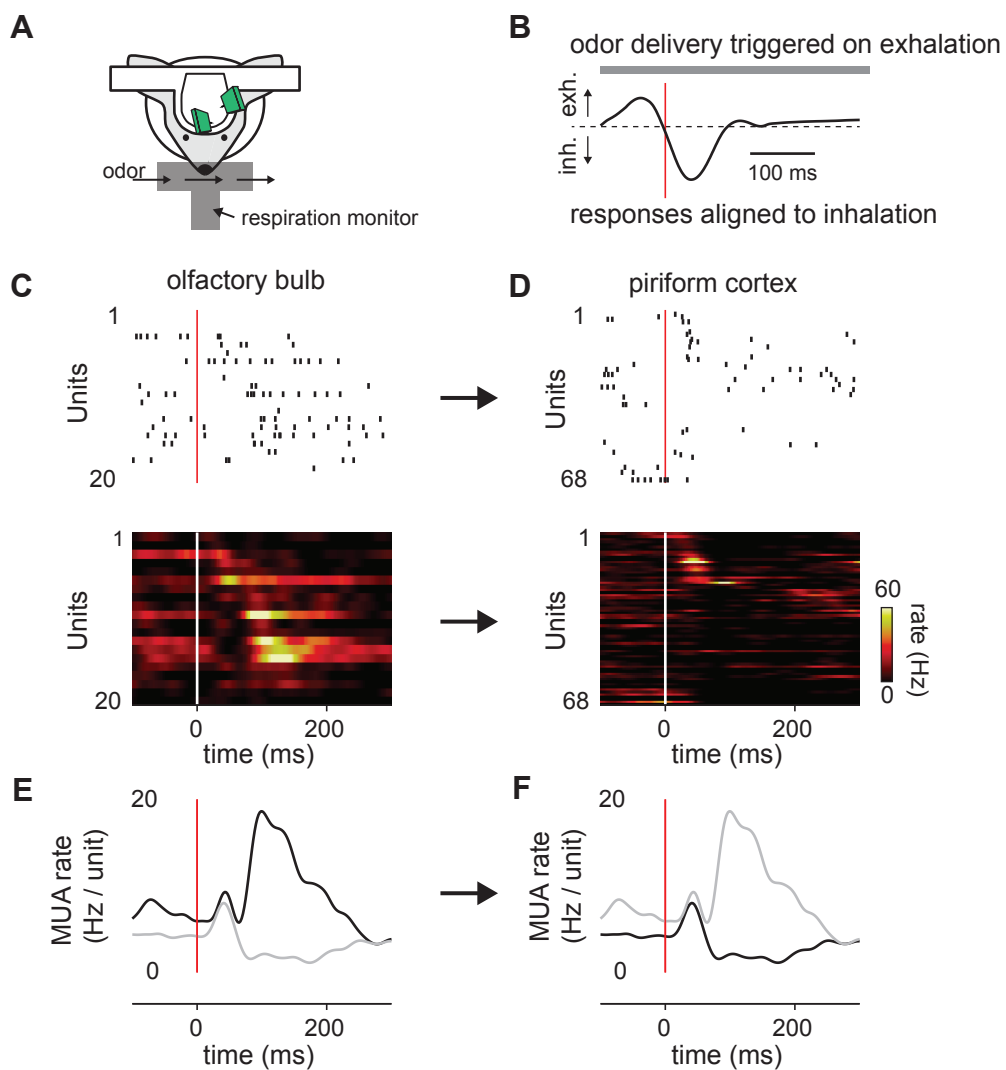 A
odor
respiration monitor
B
odor delivery triggered on exhalation
exh.
inh.
100 ms
responses aligned to inhalation
C
olfactory bulb
1
Units
20
1
Units
20
0
200
time (ms)
D
piriform cortex
1
Units
68
1
Units
68
0
200
time (ms)
60
0
rate (Hz)
E
20
MUA rate
(Hz / unit)
0
0
200
time (ms)
F
20
MUA rate
(Hz / unit)
0
0
200
time (ms)